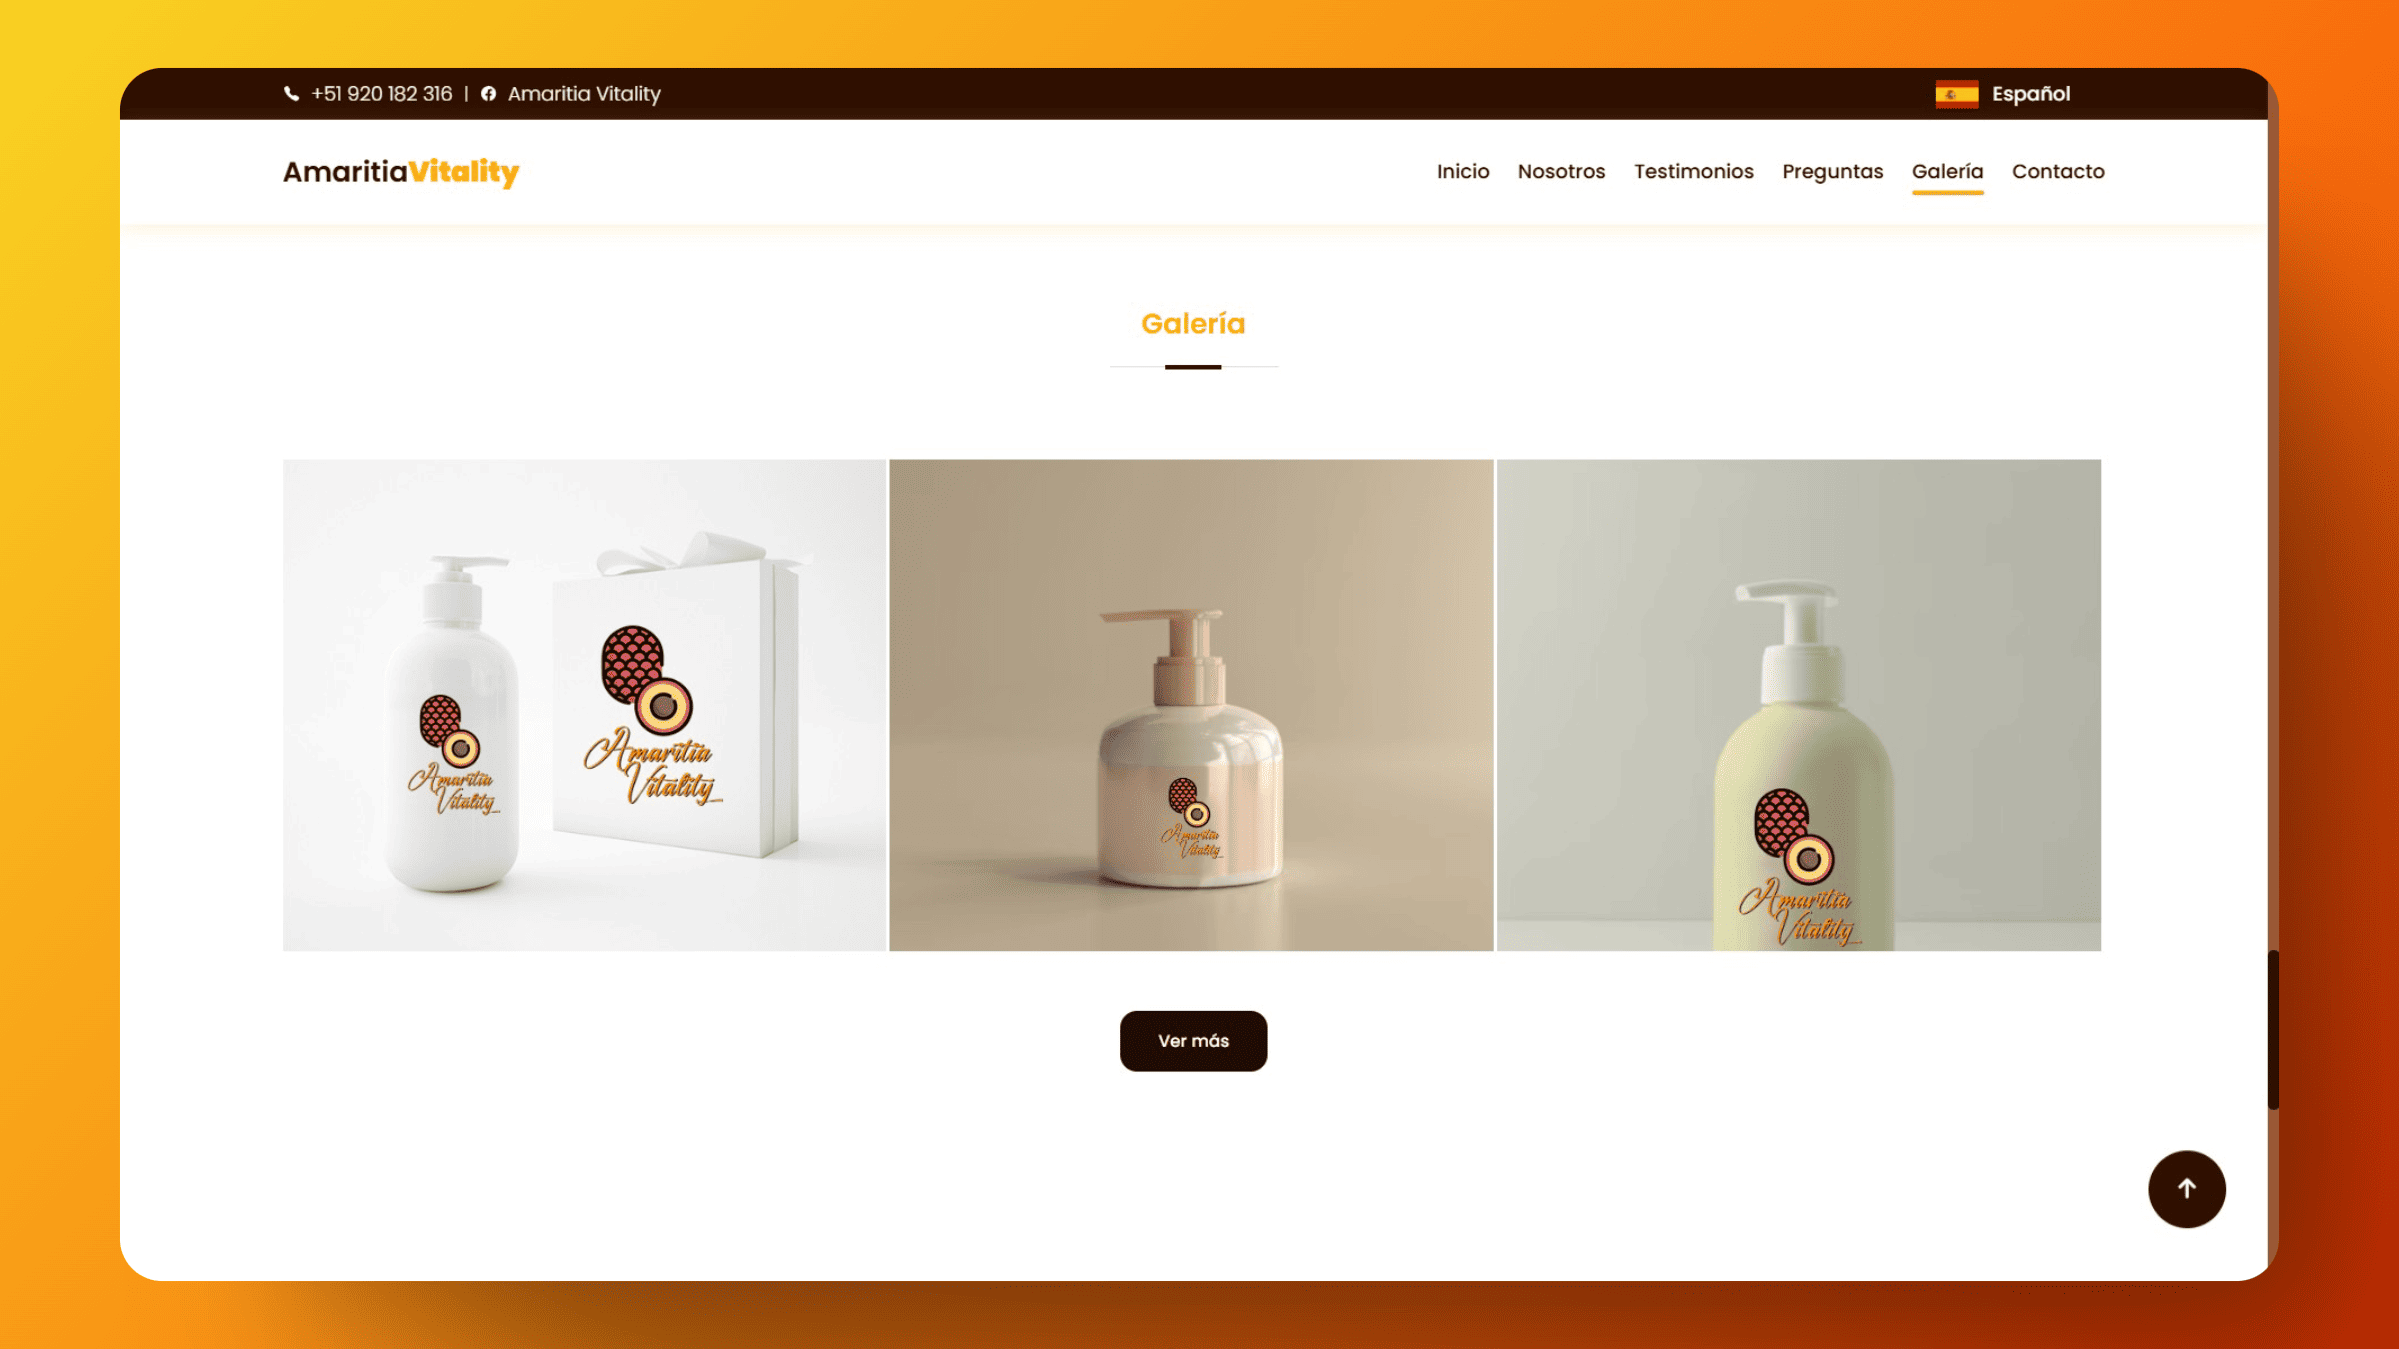 +51 920 182 316 | Amaritia Vitality
Español
AmaritiaVitality
Inicio Nosotros Testimonios Preguntas Galería Contacto
Galería
Amaritia
Vitality
Amaritia
Vitality
Amaritia
Vitality
Amaritia
Vitality
Ver más